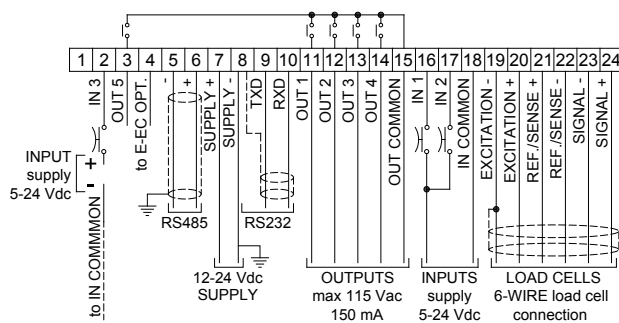 1 2 3 4 5 6 7 8 9 10 11 12 13 14 15 16 17 18 19 20 21 22 23 24
IN 3
OUT 5
to E-EC OPT.
-
+
SUPPLY +
SUPPLY -
TXD
RXD
OUT 1
OUT 2
OUT 3
OUT 4
OUT COMMON
IN 1
IN 2
IN COMMON
EXCITATION -
EXCITATION +
REF./SENSE+
REF./SENSE-
SIGNAL -
SIGNAL +
INPUT
supply
5-24 Vdc
+
-
to IN COMMMON
RS485
RS232
12-24 Vdc
SUPPLY
OUTPUTS
max 115 Vac
150 mA
INPUTS
supply
5-24 Vdc
LOAD CELLS
6-WIRE load cell
connection